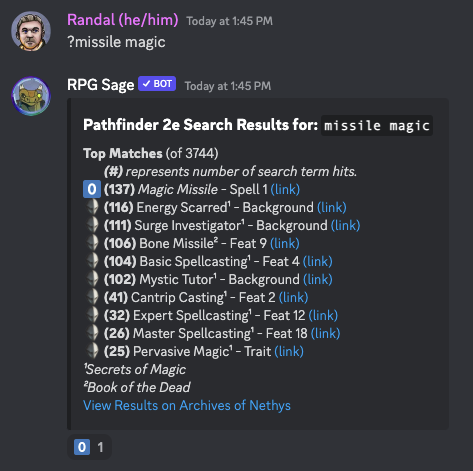 Randal (he/him) Today at 1:45 PM
?missile magic
RPG Sage ✓ BOT Today at 1:45 PM
Pathfinder 2e Search Results for: missile magic
Top Matches (of 3744)
(#) represents number of search term hits.
0 (137) Magic Missile - Spell 1 (link)
(116) Energy Scarred¹ - Background (link)
(111) Surge Investigator¹ - Background (link)
(106) Bone Missile² - Feat 9 (link)
(104) Basic Spellcasting¹ - Feat 4 (link)
(102) Mystic Tutor¹ - Background (link)
(41) Cantrip Casting¹ - Feat 2 (link)
(32) Expert Spellcasting¹ - Feat 12 (link)
(26) Master Spellcasting¹ - Feat 18 (link)
(25) Pervasive Magic¹ - Trait (link)
¹Secrets of Magic
²Book of the Dead
View Results on Archives of Nethys
0 1